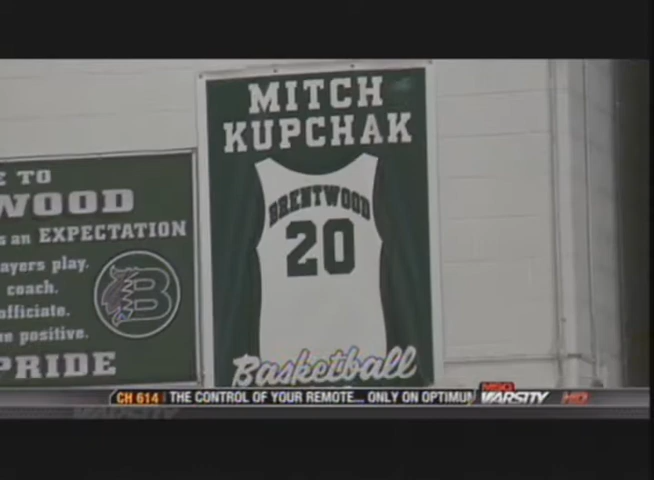 MITCH
KUPCHAK
BRENTWOOD
20
Basketball
E TO
WOOD
s an EXPECTATION
ayers play.
coach.
officiate.
e positive.
PRIDE
B
CH 614 THE CONTROL OF YOUR REMOTE... ONLY ON OPTIMUM
MSG VARSITY HD